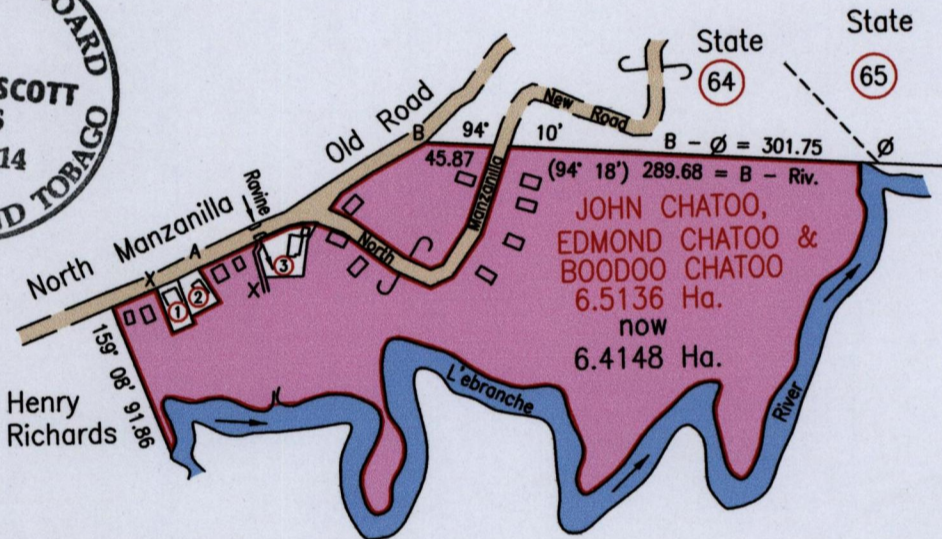 OARD
SCOTT
S
14
D TOBAGO
State
64
State
65
North Manzanilla Old Road
Ravine
X
A
B
94° 10'
New Road
B - Ø = 301.75
Ø
45.87
(94° 18') 289.68 = B - Riv.
North Manzanilla
1
2
3
X
JOHN CHATOO,
EDMOND CHATOO &
BOODOO CHATOO
6.5136 Ha.
now
6.4148 Ha.
159° 08' 91.86
Henry
Richards
L'ebranche River